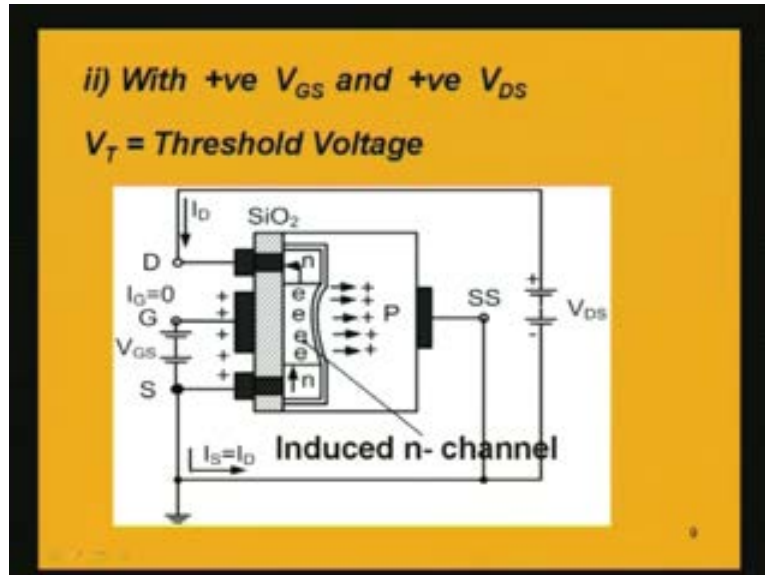 ii) With +ve VGS and +ve VDS
VT = Threshold Voltage
ID
SiO2
D
n
+
IG=0
+
e
+
SS
G
+
e
+
P
VDS
VGS
+
e
+
-
+
e
+
S
+
n
Induced n- channel
IS=ID
9